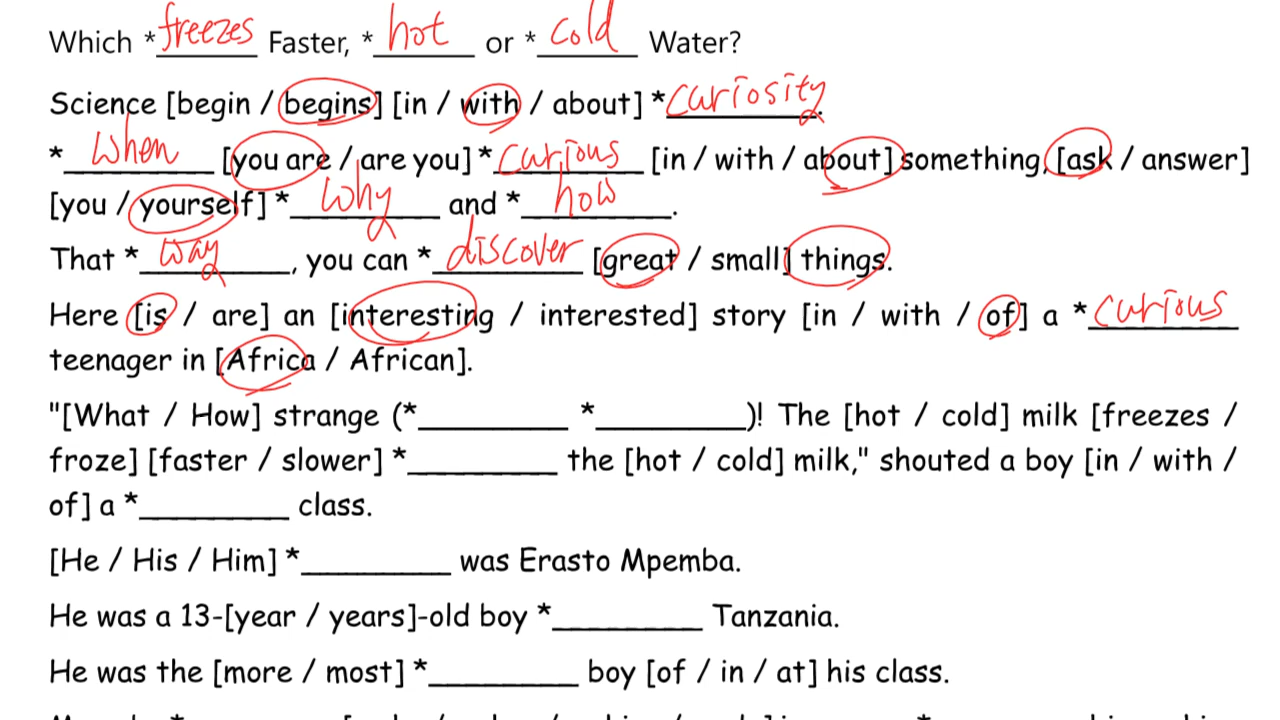 Which *freezes Faster, *hot or *cold Water?
Science [begin / begins] [in / with / about] *curiosity.
*when [you are / are you] *curious [in / with / about] something, [ask / answer]
[you / yourself] *why and *how.
That *way, you can *discover [great / small] things.
Here [is / are] an [interesting / interested] story [in / with / of] a *curious
teenager in [Africa / African].
"[What / How] strange (*_________ *_________)! The [hot / cold] milk [freezes /
froze] [faster / slower] *_________ the [hot / cold] milk," shouted a boy [in / with /
of] a *_________ class.
[He / His / Him] *_________ was Erasto Mpemba.
He was a 13-[year / years]-old boy *_________ Tanzania.
He was the [more / most] *_________ boy [of / in / at] his class.